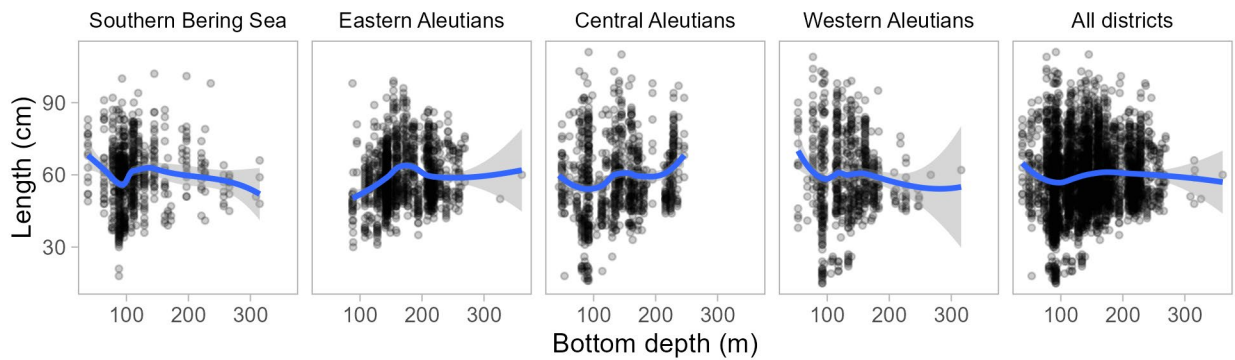 Southern Bering Sea Eastern Aleutians Central Aleutians Western Aleutians All districts
Length (cm)
90
60
30
100 200 300 100 200 300 100 200 300 100 200 300 100 200 300
Bottom depth (m)